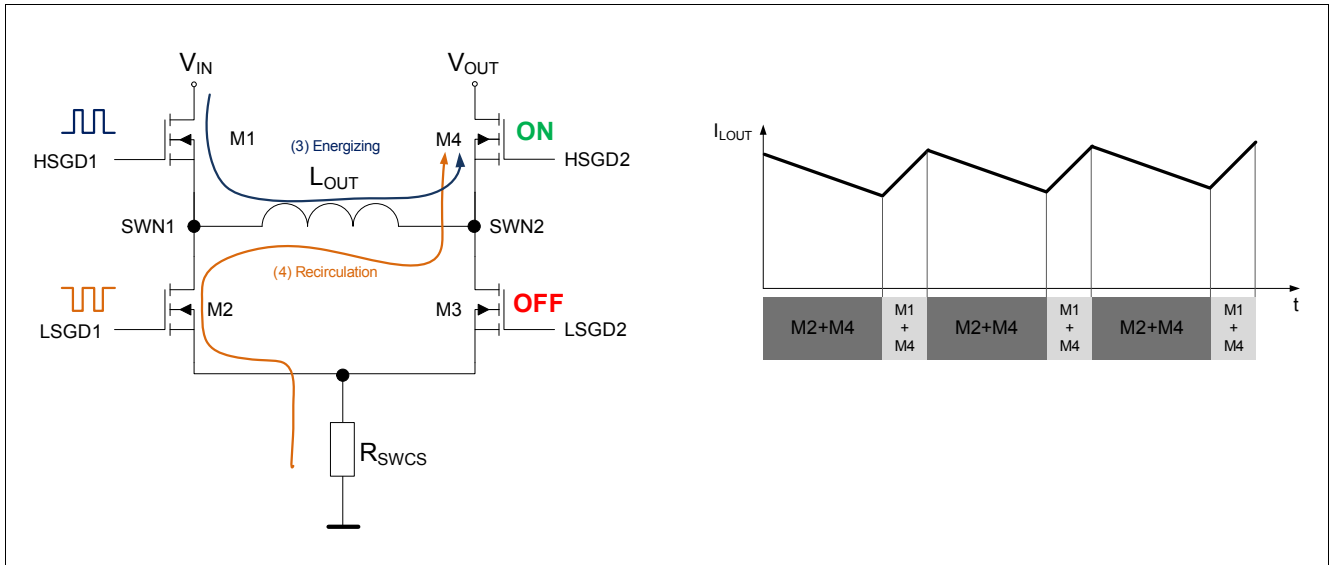 VIN
VOUT
HSGD1
M1
(3) Energizing
M4
ON
HSGD2
LOUT
SWN1
SWN2
(4) Recirculation
LSGD1
M2
M3
OFF
LSGD2
RSWCS
ILOUT
t
M2+M4
M1
+
M4
M2+M4
M1
+
M4
M2+M4
M1
+
M4